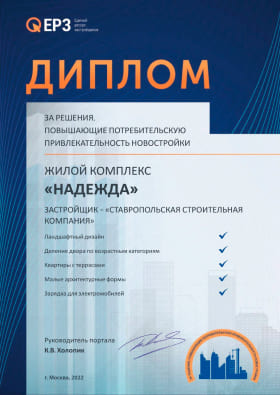 ЕРЗ
Единый
ресурс
застройщиков
ДИПЛОМ
ЗА РЕШЕНИЯ,
ПОВЫШАЮЩИЕ ПОТРЕБИТЕЛЬСКУЮ
ПРИВЛЕКАТЕЛЬНОСТЬ НОВОСТРОЙКИ
ЖИЛОЙ КОМПЛЕКС
«НАДЕЖДА»
ЗАСТРОЙЩИК - «СТАВРОПОЛЬСКАЯ СТРОИТЕЛЬНАЯ
КОМПАНИЯ»
Ландшафтный дизайн
Деление двора по возрастным категориям
Квартиры с террасами
Малые архитектурные формы
Зарядка для электромобилей
Руководитель портала
К.В. Холопик
г. Москва, 2022